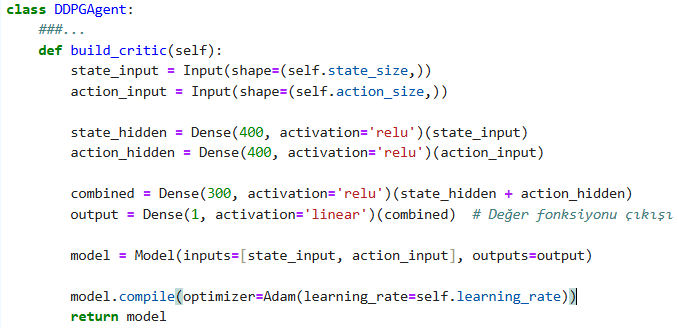 class DDPGAgent:
    ###...
    def build_critic(self):
        state_input = Input(shape=(self.state_size,))
        action_input = Input(shape=(self.action_size,))

        state_hidden = Dense(400, activation='relu')(state_input)
        action_hidden = Dense(400, activation='relu')(action_input)

        combined = Dense(300, activation='relu')(state_hidden + action_hidden)
        output = Dense(1, activation='linear')(combined)  # Değer fonksiyonu çıkışı

        model = Model(inputs=[state_input, action_input], outputs=output)

        model.compile(optimizer=Adam(learning_rate=self.learning_rate))
        return model